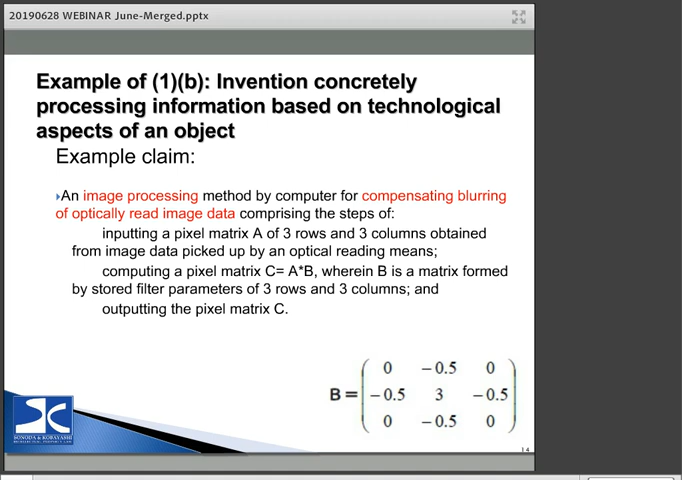 20190628 WEBINAR June-Merged.pptx
Example of (1)(b): Invention concretely
processing information based on technological
aspects of an object
Example claim:
An image processing method by computer for compensating blurring
of optically read image data comprising the steps of:
inputting a pixel matrix A of 3 rows and 3 columns obtained
from image data picked up by an optical reading means;
computing a pixel matrix C= A*B, wherein B is a matrix formed
by stored filter parameters of 3 rows and 3 columns; and
outputting the pixel matrix C.
0 −0.5 0
B = −0.5 3 −0.5
0 −0.5 0
SONODA & KOBAYASHI
INTELLECTUAL PROPERTY LAW
14